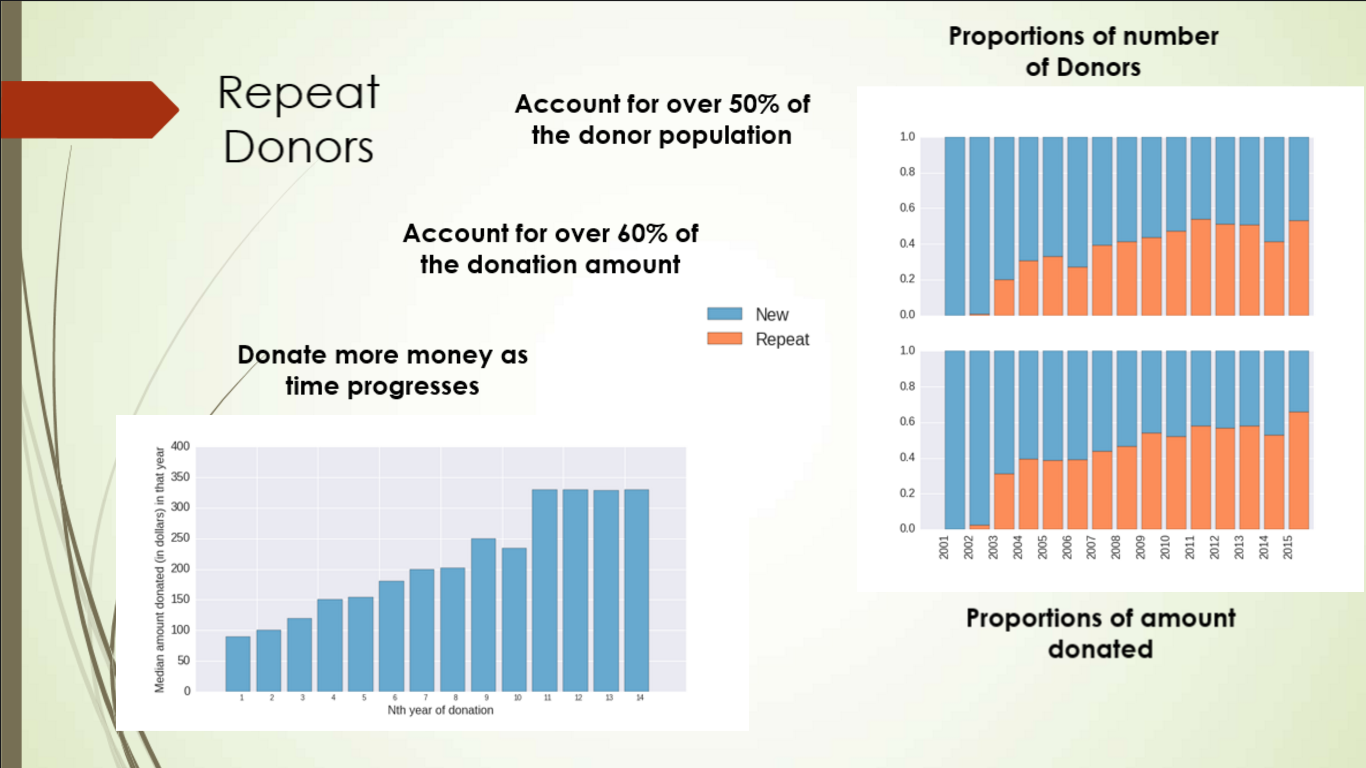 Repeat
Donors
Account for over 50% of
the donor population
Account for over 60% of
the donation amount
Donate more money as
time progresses
Median amount donated (in dollars) in that year
400
350
300
250
200
150
100
50
0
1 2 3 4 5 6 7 8 9 10 11 12 13 14
Nth year of donation
New
Repeat
Proportions of number
of Donors
1.0
0.8
0.6
0.4
0.2
0.0
1.0
0.8
0.6
0.4
0.2
0.0
2001 2002 2003 2004 2005 2006 2007 2008 2009 2010 2011 2012 2013 2014 2015
Proportions of amount
donated